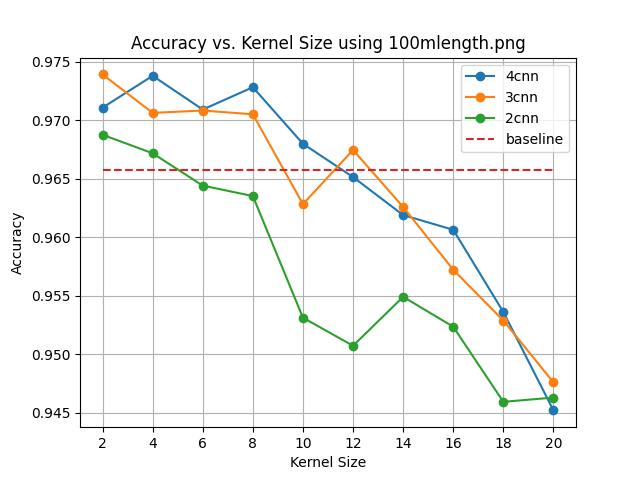 Accuracy vs. Kernel Size using 100mlength.png
0.975
0.970
0.965
0.960
0.955
0.950
0.945
Accuracy
4cnn
3cnn
2cnn
baseline
2 4 6 8 10 12 14 16 18 20
Kernel Size